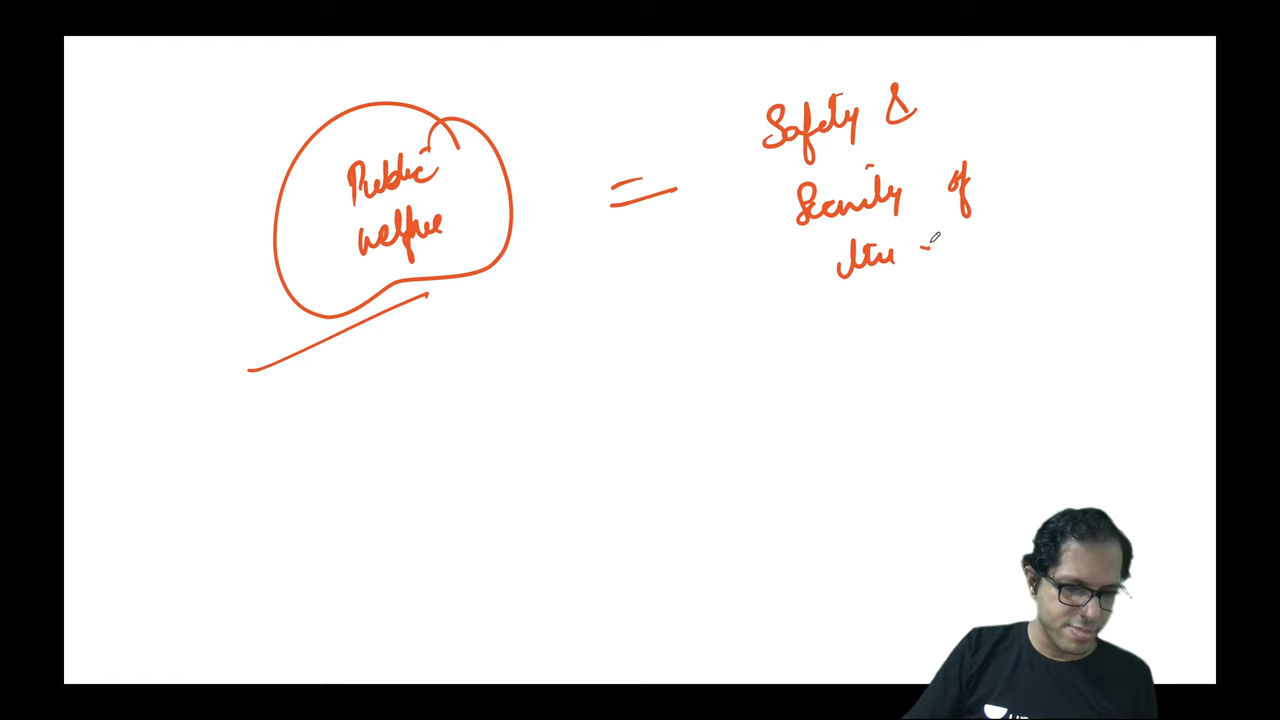 Public
welfare
=
Safety &
Security of